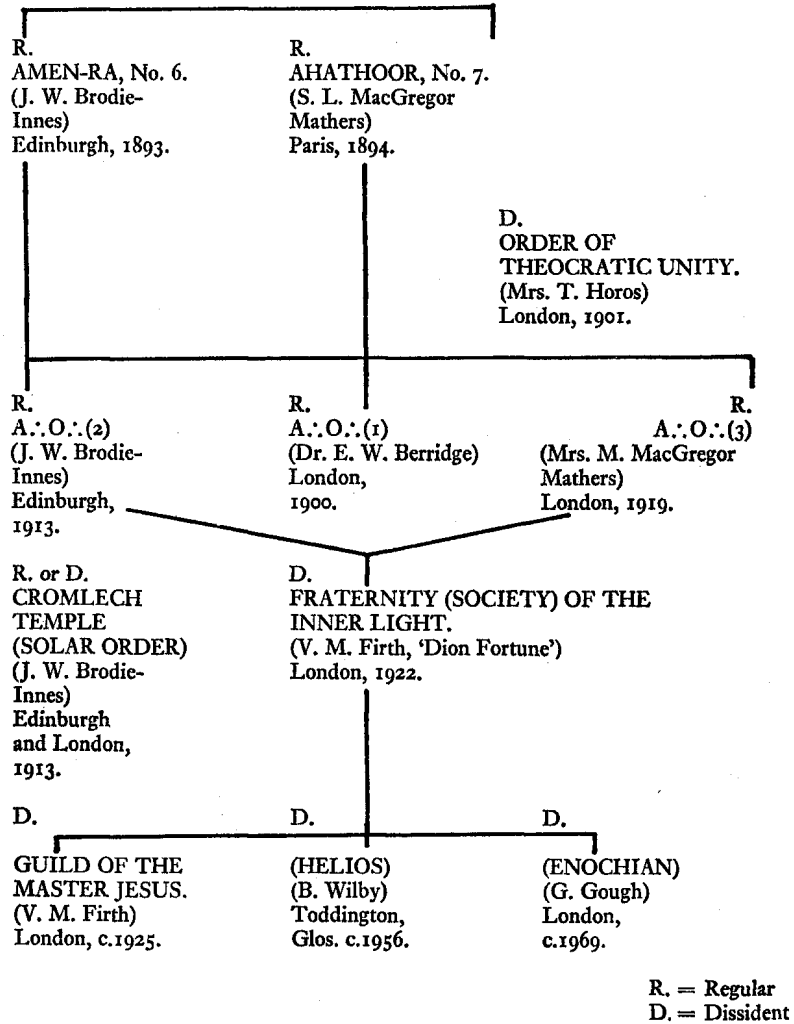 R.
AMEN-RA, No. 6.
(J. W. Brodie-
Innes)
Edinburgh, 1893.
R.
AHATHOOR, No. 7.
(S. L. MacGregor
Mathers)
Paris, 1894.
D.
ORDER OF
THEOCRATIC UNITY.
(Mrs. T. Horos)
London, 1901.
R.
A∴O∴(2)
(J. W. Brodie-
Innes)
Edinburgh,
1913.
R.
A∴O∴(1)
(Dr. E. W. Berridge)
London,
1900.
R.
A∴O∴(3)
(Mrs. M. MacGregor
Mathers)
London, 1919.
R. or D.
CROMLECH
TEMPLE
(SOLAR ORDER)
(J. W. Brodie-
Innes)
Edinburgh
and London,
1913.
D.
FRATERNITY (SOCIETY) OF THE
INNER LIGHT.
(V. M. Firth, ‘Dion Fortune’)
London, 1922.
D.
GUILD OF THE
MASTER JESUS.
(V. M. Firth)
London, c.1925.
D.
(HELIOS)
(B. Wilby)
Toddington,
Glos. c.1956.
D.
(ENOCHIAN)
(G. Gough)
London,
c.1969.
R. = Regular
D. = Dissident